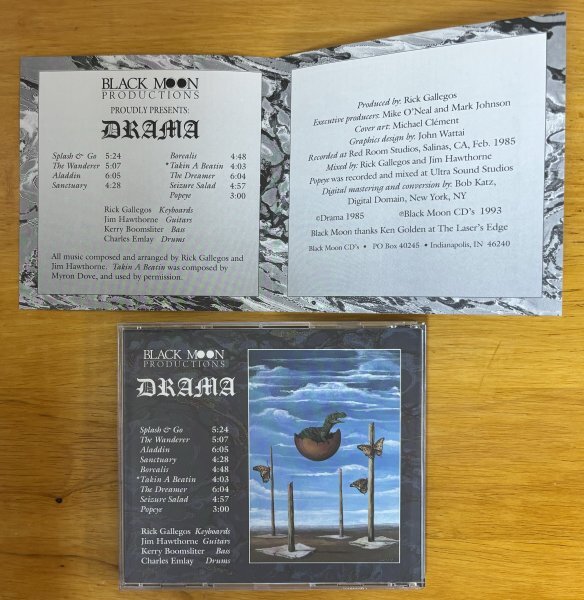 BLACK MOON
PRODUCTIONS
PROUDLY PRESENTS:
DRAMA
Splash & Go 5:24
The Wanderer 5:07
Aladdin 6:05
Sanctuary 4:28
Borealis 4:48
*Takin A Beatin 4:03
The Dreamer 6:04
Seizure Salad 4:57
Popeye 3:00
Rick Gallegos Keyboards
Jim Hawthorne Guitars
Kerry Boomsliter Bass
Charles Emlay Drums
All music composed and arranged by Rick Gallegos and
Jim Hawthorne. Takin A Beatin was composed by
Myron Dove, and used by permission.
Produced by: Rick Gallegos
Executive producers: Mike O'Neal and Mark Johnson
Cover art: Michael Clément
Graphics design by: John Wattai
Recorded at Red Room Studios, Salinas, CA, Feb. 1985
Mixed by: Rick Gallegos and Jim Hawthorne
Popeye was recorded and mixed at Ultra Sound Studios
Digital mastering and conversion by: Bob Katz,
Digital Domain, New York, NY
©Drama 1985 ℗Black Moon CD's 1993
Black Moon thanks Ken Golden at The Laser's Edge
Black Moon CD's • PO Box 40245 • Indianapolis, IN 46240
BLACK MOON
PRODUCTIONS
DRAMA
Splash & Go 5:24
The Wanderer 5:07
Aladdin 6:05
Sanctuary 4:28
Borealis 4:48
*Takin A Beatin 4:03
The Dreamer 6:04
Seizure Salad 4:57
Popeye 3:00
Rick Gallegos Keyboards
Jim Hawthorne Guitars
Kerry Boomsliter Bass
Charles Emlay Drums